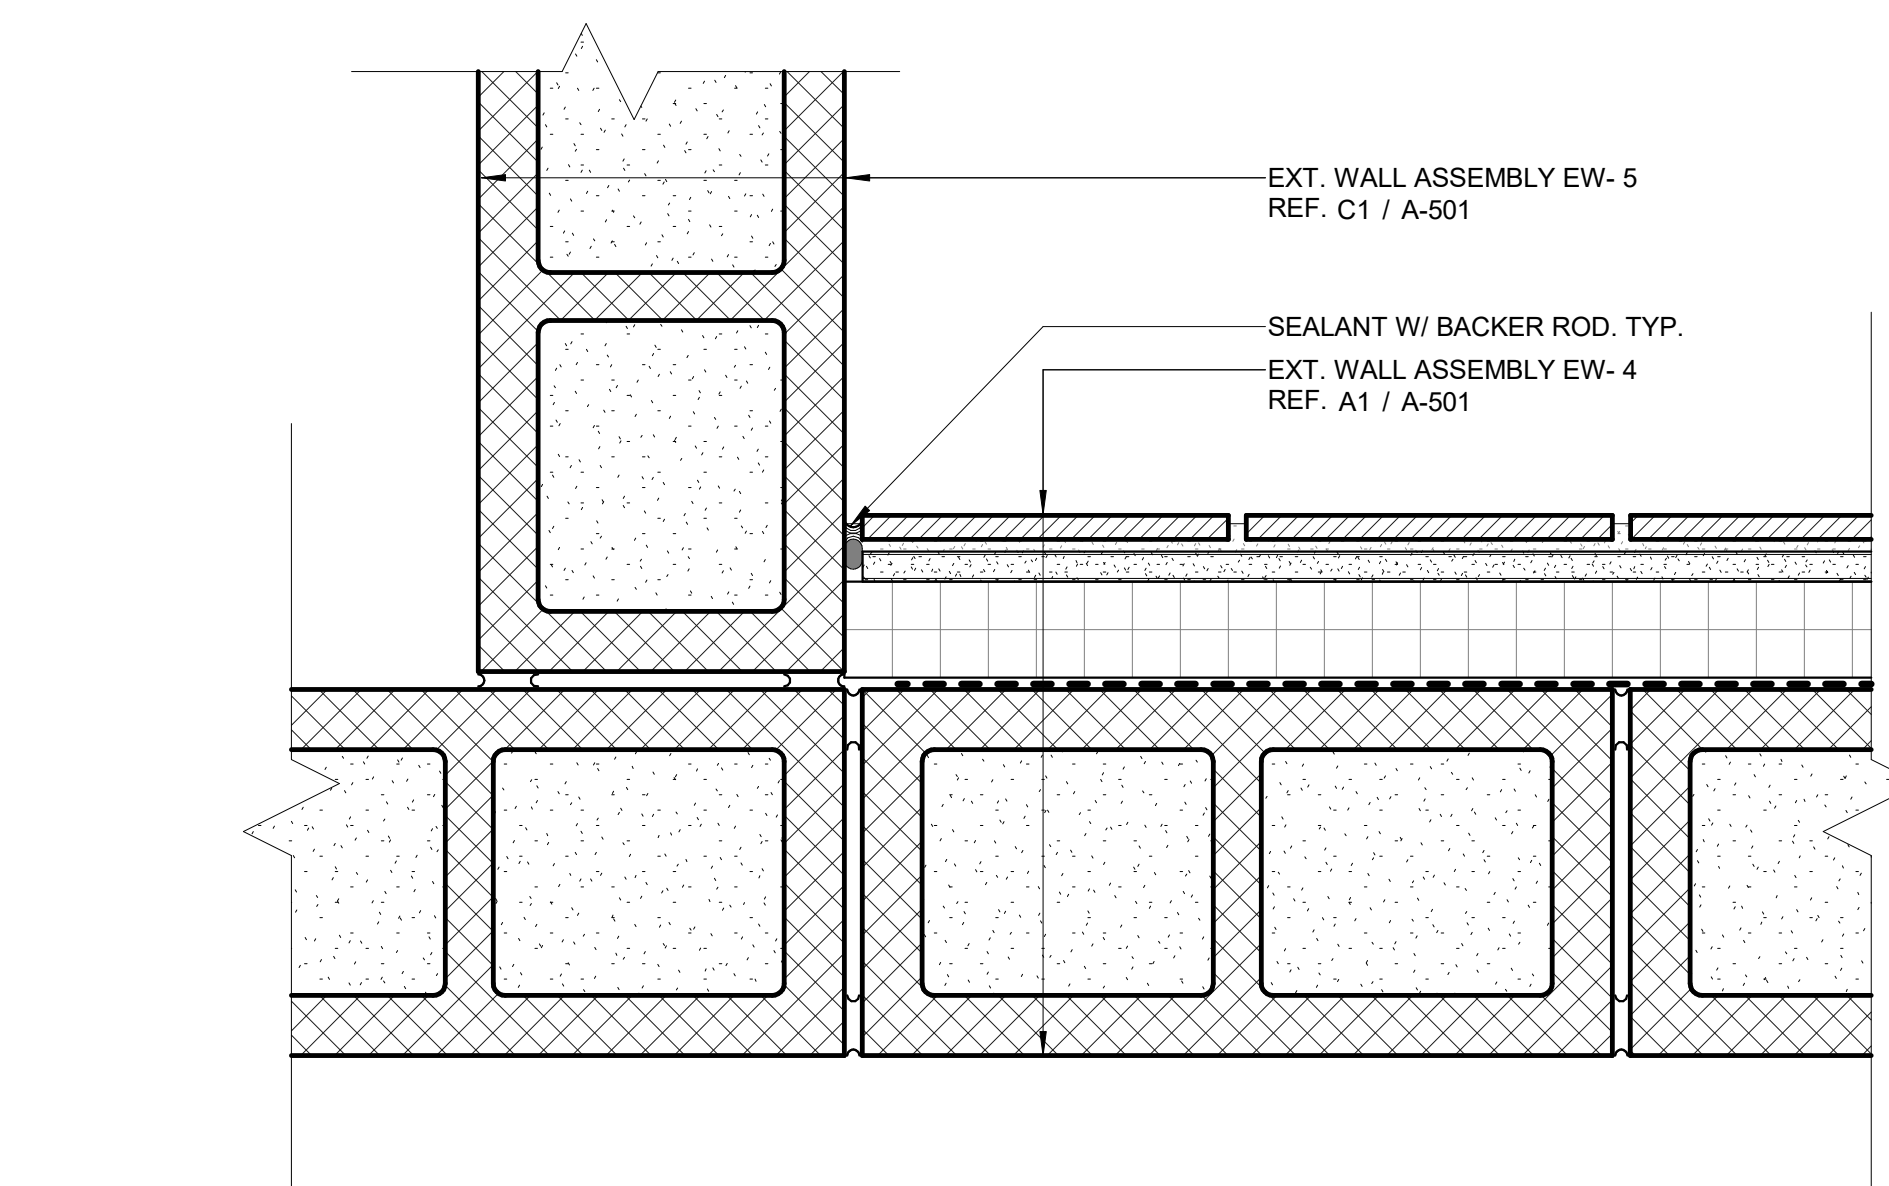 EXT. WALL ASSEMBLY EW- 5
REF. C1 / A-501
SEALANT W/ BACKER ROD. TYP.
EXT. WALL ASSEMBLY EW- 4
REF. A1 / A-501